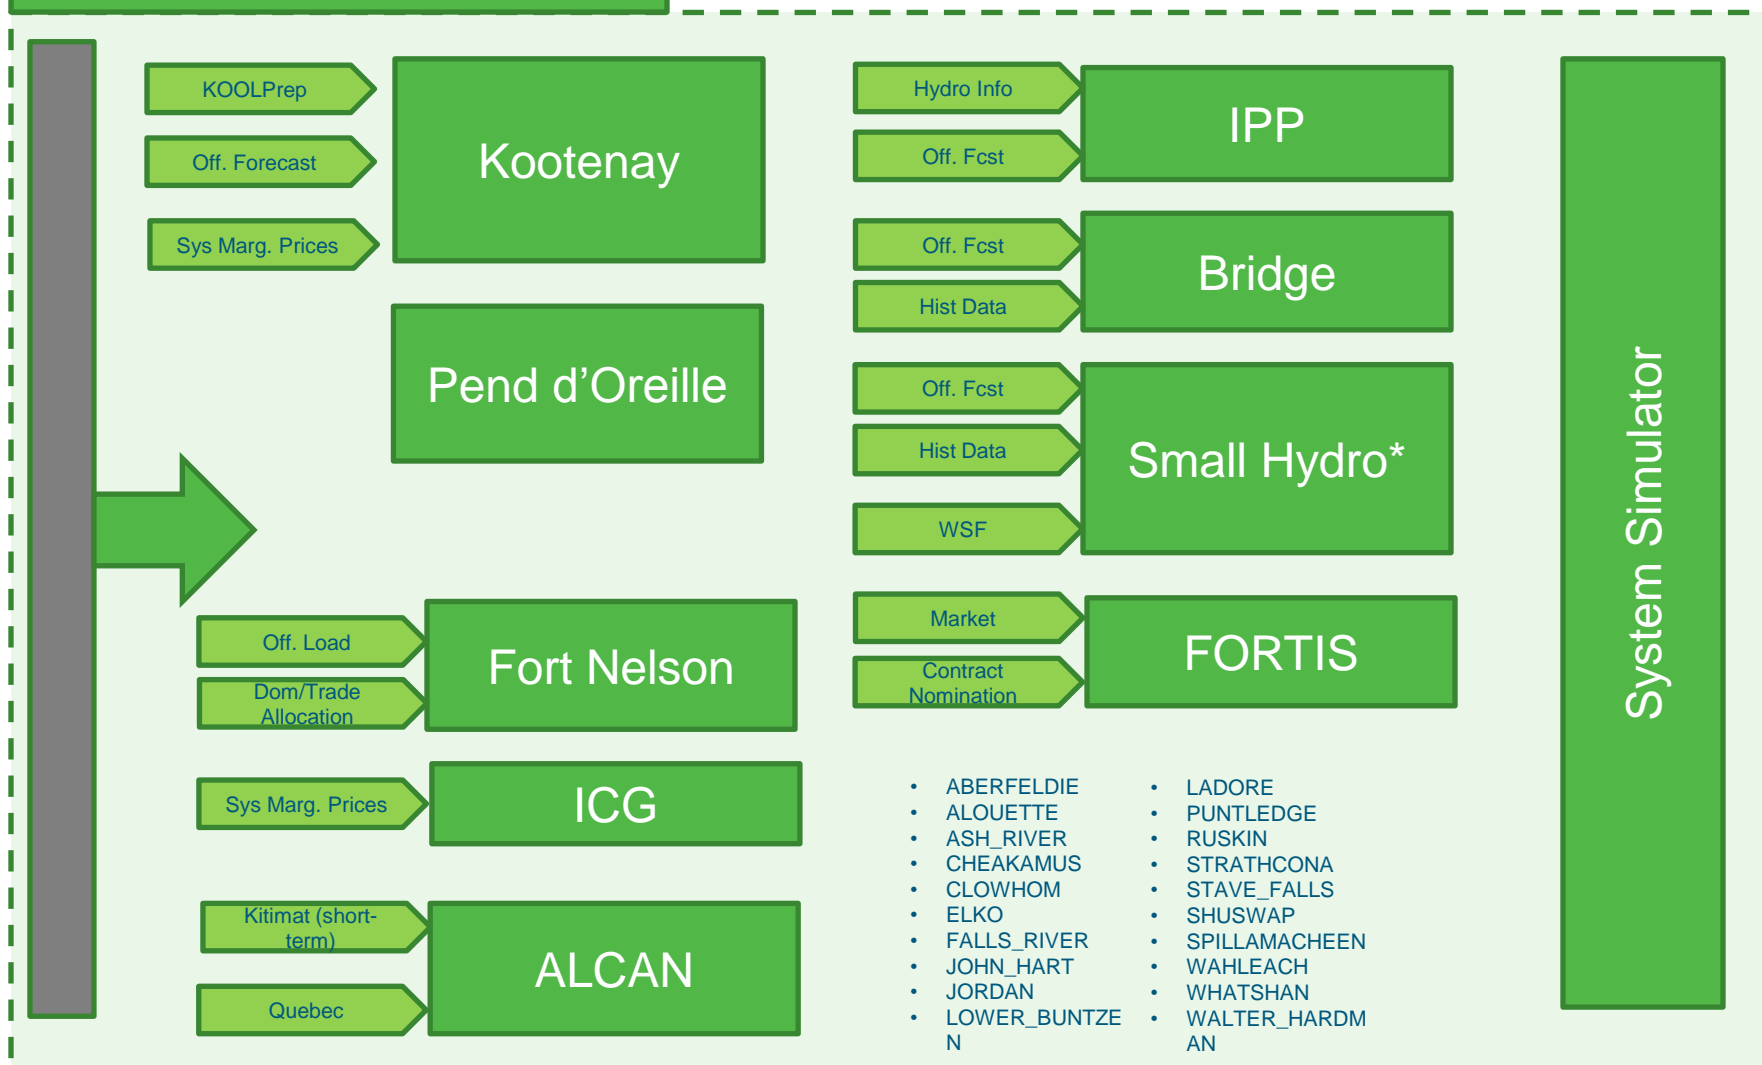 KOOLPrep
Off. Forecast
Sys Marg. Prices
Kootenay
Pend d’Oreille
Off. Load
Dom/Trade
Allocation
Fort Nelson
Sys Marg. Prices
ICG
Kitimat (short-
term)
Quebec
ALCAN
Hydro Info
Off. Fcst
IPP
Off. Fcst
Hist Data
Bridge
Off. Fcst
Hist Data
WSF
Small Hydro*
Market
Contract
Nomination
FORTIS
• ABERFELDIE
• ALOUETTE
• ASH_RIVER
• CHEAKAMUS
• CLOWHOM
• ELKO
• FALLS_RIVER
• JOHN_HART
• JORDAN
• LOWER_BUNTZE
N
• LADORE
• PUNTLEDGE
• RUSKIN
• STRATHCONA
• STAVE_FALLS
• SHUSWAP
• SPILLAMACHEEN
• WAHLEACH
• WHATSHAN
• WALTER_HARDM
AN
System Simulator